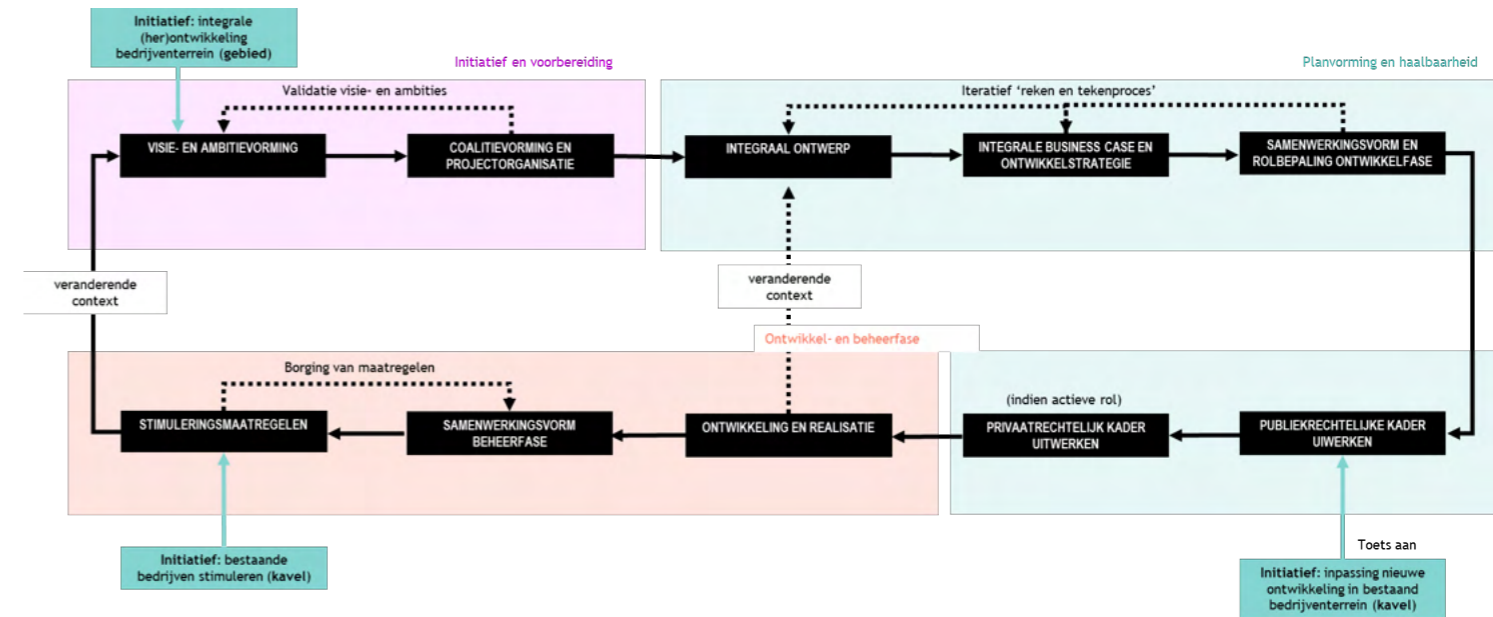 Initiatief: integrale
(her)ontwikkeling
bedrijventerrein (gebied)
Initiatief en voorbereiding
Planvorming en haalbaarheid
Validatie visie- en ambities
Iteratief ‘reken en tekenproces’
VISIE- EN AMBITIEVORMING
COALITIEVORMING EN
PROJECTORGANISATIE
INTEGRAAL ONTWERP
INTEGRALE BUSINESS CASE EN
ONTWIKKELSTRATEGIE
SAMENWERKINGSVORM EN
ROLBEPALING ONTWIKKELFASE
veranderende
context
veranderende
context
Ontwikkel- en beheerfase
Borging van maatregelen
(indien actieve rol)
STIMULERINGSMAATREGELEN
SAMENWERKINGSVORM
BEHEERFASE
ONTWIKKELING EN REALISATIE
PRIVAATRECHTELIJK KADER
UITWERKEN
PUBLIEKRECHTELIJKE KADER
UIWERKEN
Toets aan
Initiatief: bestaande
bedrijven stimuleren (kavel)
Initiatief: inpassing nieuwe
ontwikkeling in bestaand
bedrijventerrein (kavel)